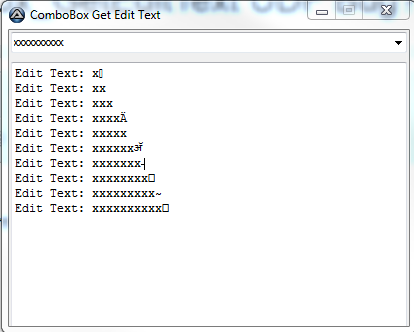 ComboBox Get Edit Text
xxxxxxxxxx
Edit Text: x▯
Edit Text: xx
Edit Text: xxx
Edit Text: xxxxÄ
Edit Text: xxxxx
Edit Text: xxxxxx
Edit Text: xxxxxxx┤
Edit Text: xxxxxxxx□
Edit Text: xxxxxxxxx~
Edit Text: xxxxxxxxxx□